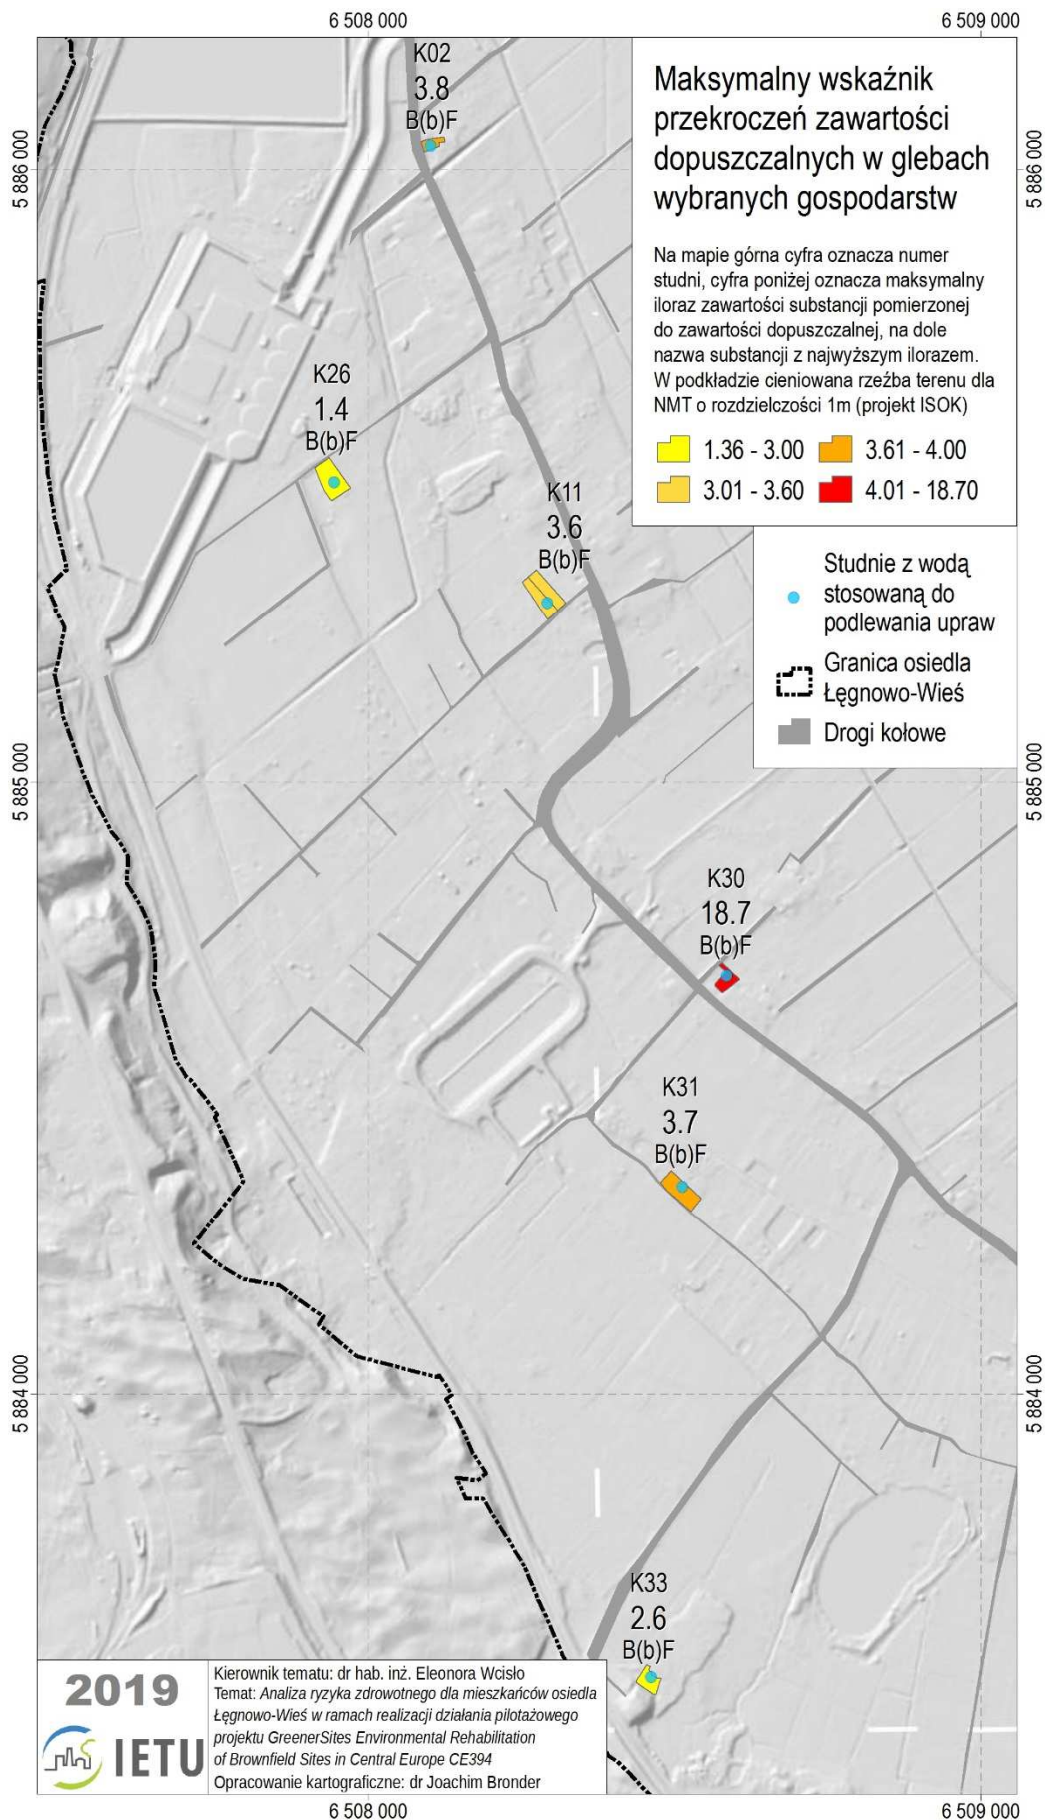 6 508 000
6 509 000
5 886 000
5 886 000
K02
3.8
B(b)F
Maksymalny wskaźnik
przekroczeń zawartości
dopuszczalnych w glebach
wybranych gospodarstw
Na mapie górna cyfra oznacza numer
studni, cyfra poniżej oznacza maksymalny
iloraz zawartości substancji pomierzonej
do zawartości dopuszczalnej, na dole
nazwa substancji z najwyższym ilorazem.
W podkładzie cieniowana rzeźba terenu dla
NMT o rozdzielczości 1m (projekt ISOK)
1.36 - 3.00
3.61 - 4.00
3.01 - 3.60
4.01 - 18.70
Studnie z wodą
stosowaną do
podlewania upraw
Granica osiedla
Łęgnowo-Wieś
Drogi kołowe
K26
1.4
B(b)F
K11
3.6
B(b)F
5 885 000
5 885 000
K30
18.7
B(b)F
K31
3.7
B(b)F
5 884 000
5 884 000
K33
2.6
B(b)F
2019
IETU
Kierownik tematu: dr hab. inż. Eleonora Wcisło
Temat: Analiza ryzyka zdrowotnego dla mieszkańców osiedla
Łęgnowo-Wieś w ramach realizacji działania pilotażowego
projektu GreenerSites Environmental Rehabilitation
of Brownfield Sites in Central Europe CE394
Opracowanie kartograficzne: dr Joachim Bronder
6 508 000
6 509 000